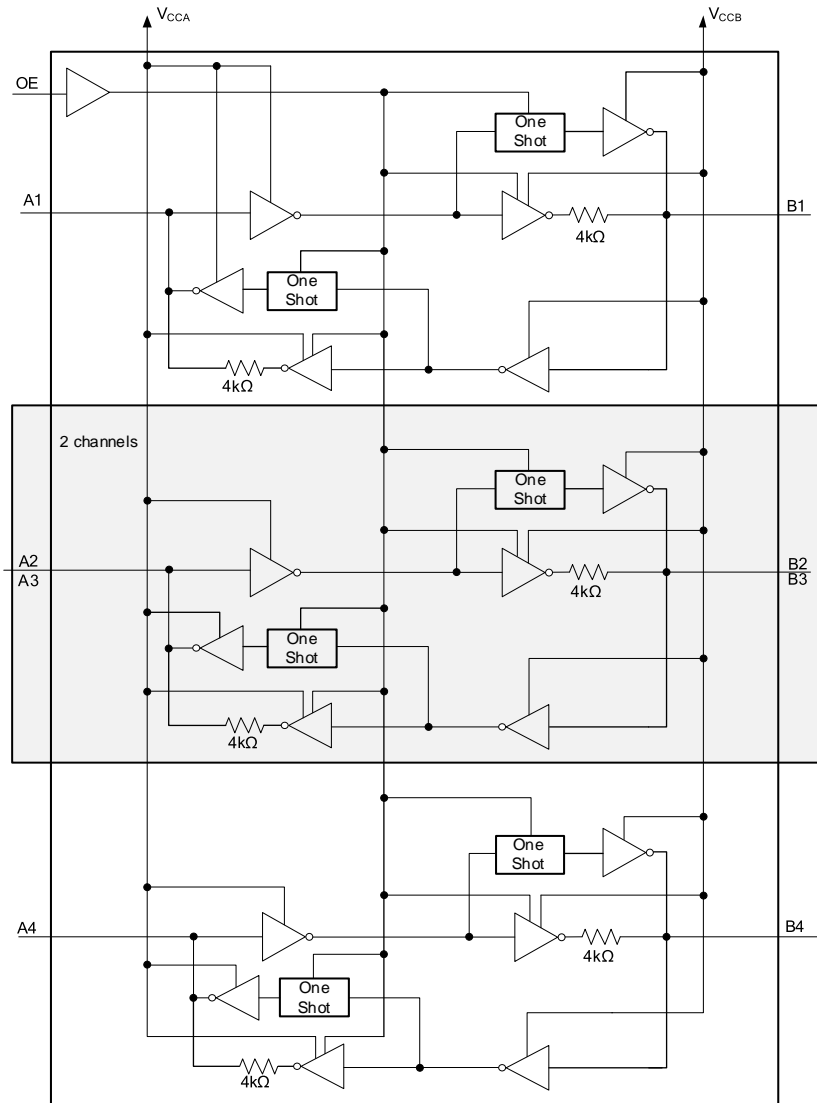 VCCA
VCCB
OE
One
Shot
A1
B1
4kΩ
One
Shot
4kΩ
2 channels
One
Shot
A2
A3
B2
B3
4kΩ
One
Shot
4kΩ
One
Shot
A4
B4
4kΩ
One
Shot
4kΩ